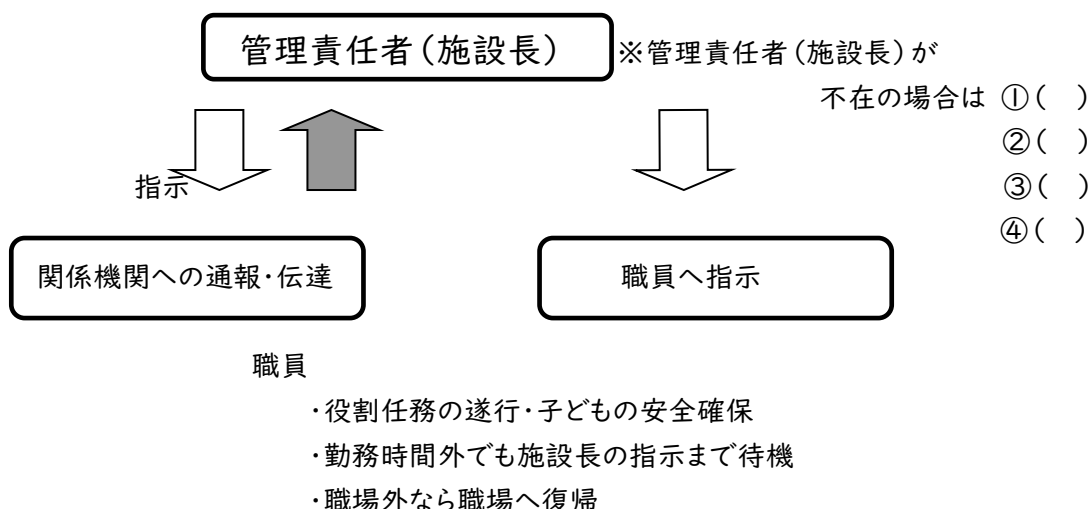 管理責任者(施設長) ※管理責任者(施設長)が
不在の場合は ①( )
②( )
③( )
④( )
指示
関係機関への通報・伝達
職員へ指示
職員
・役割任務の遂行・子どもの安全確保
・勤務時間外でも施設長の指示まで待機
・職場外なら職場へ復帰